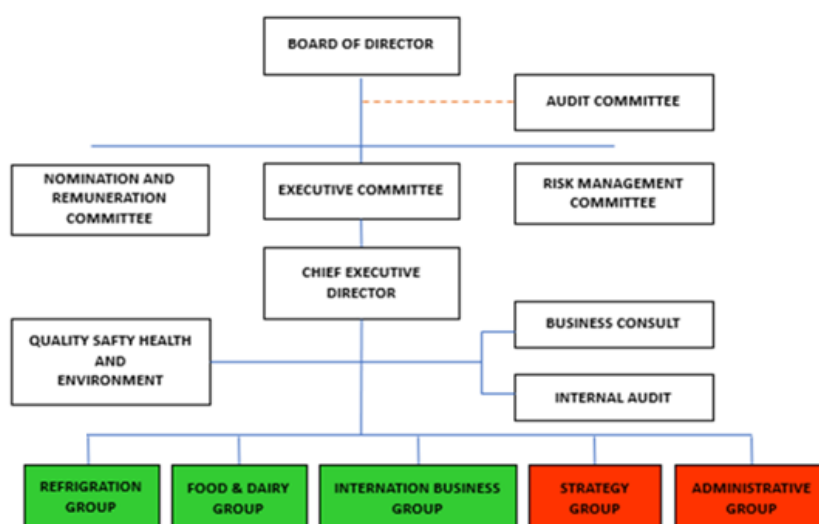 BOARD OF DIRECTOR
AUDIT COMMITTEE
NOMINATION AND
REMUNERATION
COMMITTEE
EXECUTIVE COMMITTEE
RISK MANAGEMENT
COMMITTEE
CHIEF EXECUTIVE
DIRECTOR
QUALITY SAFTY HEALTH
AND
ENVIRONMENT
BUSINESS CONSULT
INTERNAL AUDIT
REFRIGRATION
GROUP
FOOD & DAIRY
GROUP
INTERNATION BUSINESS
GROUP
STRATEGY
GROUP
ADMINISTRATIVE
GROUP